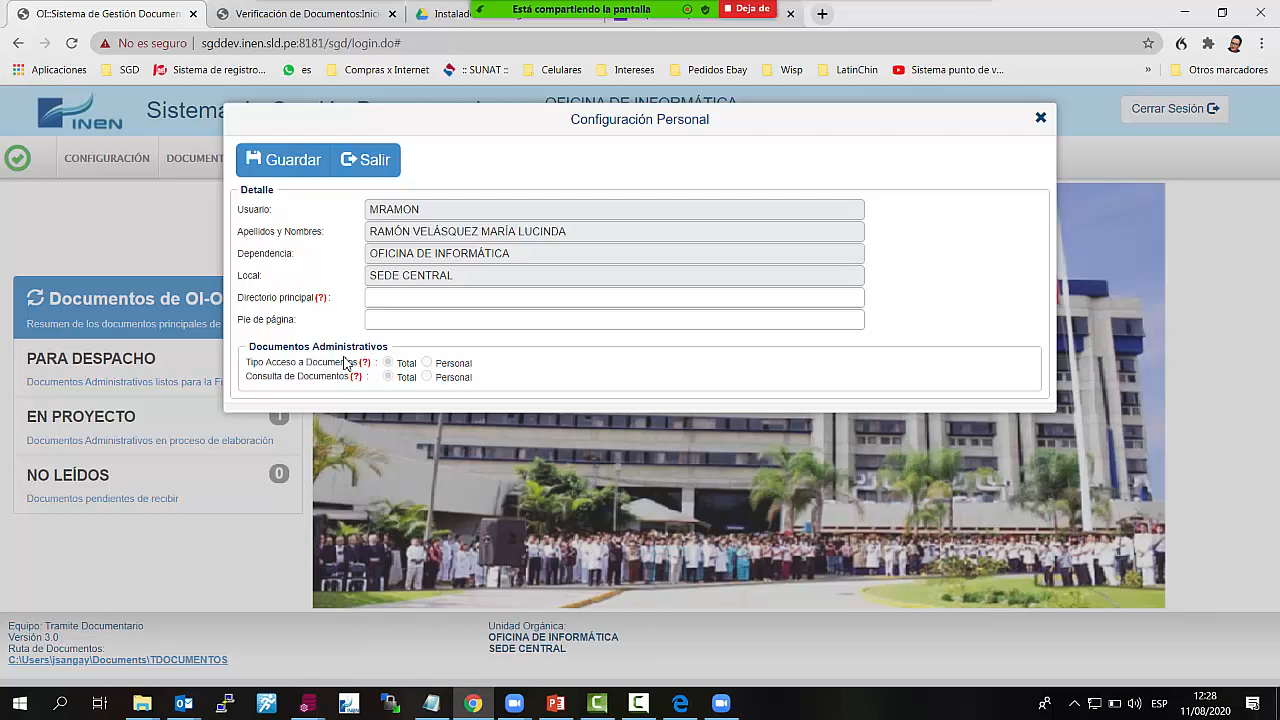 OI:Sistema de Gestión Documen
Verificación de Documentos:Inici
Instalado
Está compartiendo la pantalla
Deja de
No es seguro
sgddev.inen.sld.pe:8181/sgd/login.do#
Aplicaciones
SGD
Sistema de registro...
es
Compras x Internet
:: SUNAT ::
Celulares
Intereses
Pedidos Ebay
Wisp
LatinChin
Sistema punto de v...
»
Otros marcadores
INEN
Sistema
OFICINA DE INFORMÁTICA
Cerrar Sesión
CONFIGURACIÓN
DOCUMENT
Configuración Personal
Guardar
Salir
Detalle
Usuario: MRAMON
Apellidos y Nombres: RAMÓN VELÁSQUEZ MARÍA LUCINDA
Dependencia: OFICINA DE INFORMÁTICA
Local: SEDE CENTRAL
Directorio principal(?) :
Pie de página:
Documentos Administrativos
Tipo Acceso a Documentos (?) : Total Personal
Consulta de Documentos(?) : Total Personal
Documentos de OI-O
Resumen de los documentos principales de
PARA DESPACHO
Documentos Administrativos listos para la Fi
EN PROYECTO
1
Documentos Administrativos en proceso de elaboración
NO LEÍDOS
0
Documentos pendientes de recibir
Equipo: Tramite Documentario
Versión 3.0
Ruta de Documentos:
C:\Users\jsangay\Documents\TDOCUMENTOS
Unidad Orgánica:
OFICINA DE INFORMÁTICA
SEDE CENTRAL
ESP
12:28
11/08/2020